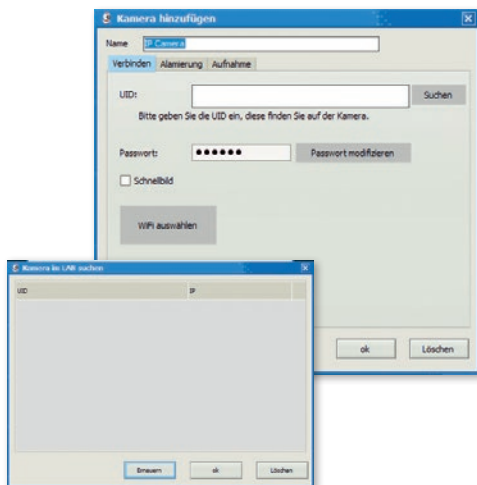 Kamera hinzufügen
Name IP Camera
Verbinden Alamierung Aufnahme
UID: Suchen
Bitte geben Sie die UID ein, diese finden Sie auf der Kamera.
Passwort: ●●●●●● Passwort modifizieren
Schnellbild
WiFi auswählen
ok Löschen
Kamera im LAN suchen
UID IP
Erneuern ok Löschen